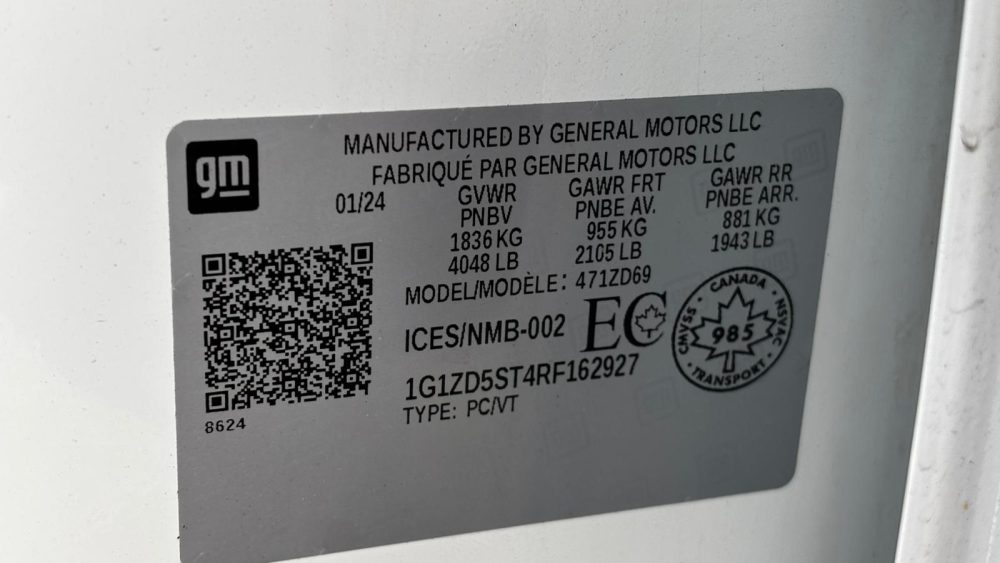 gm
MANUFACTURED BY GENERAL MOTORS LLC
FABRIQUÉ PAR GENERAL MOTORS LLC
01/24
GVWR
PNBV
1836 KG
4048 LB
GAWR FRT
PNBE AV.
955 KG
2105 LB
GAWR RR
PNBE ARR.
881 KG
1943 LB
MODEL/MODÈLE: 471ZD69
ICES/NMB-002
EC
CANADA
CMVSS
985
NSVAC
TRANSPORT
1G1ZD5ST4RF162927
TYPE: PC/VT
8624